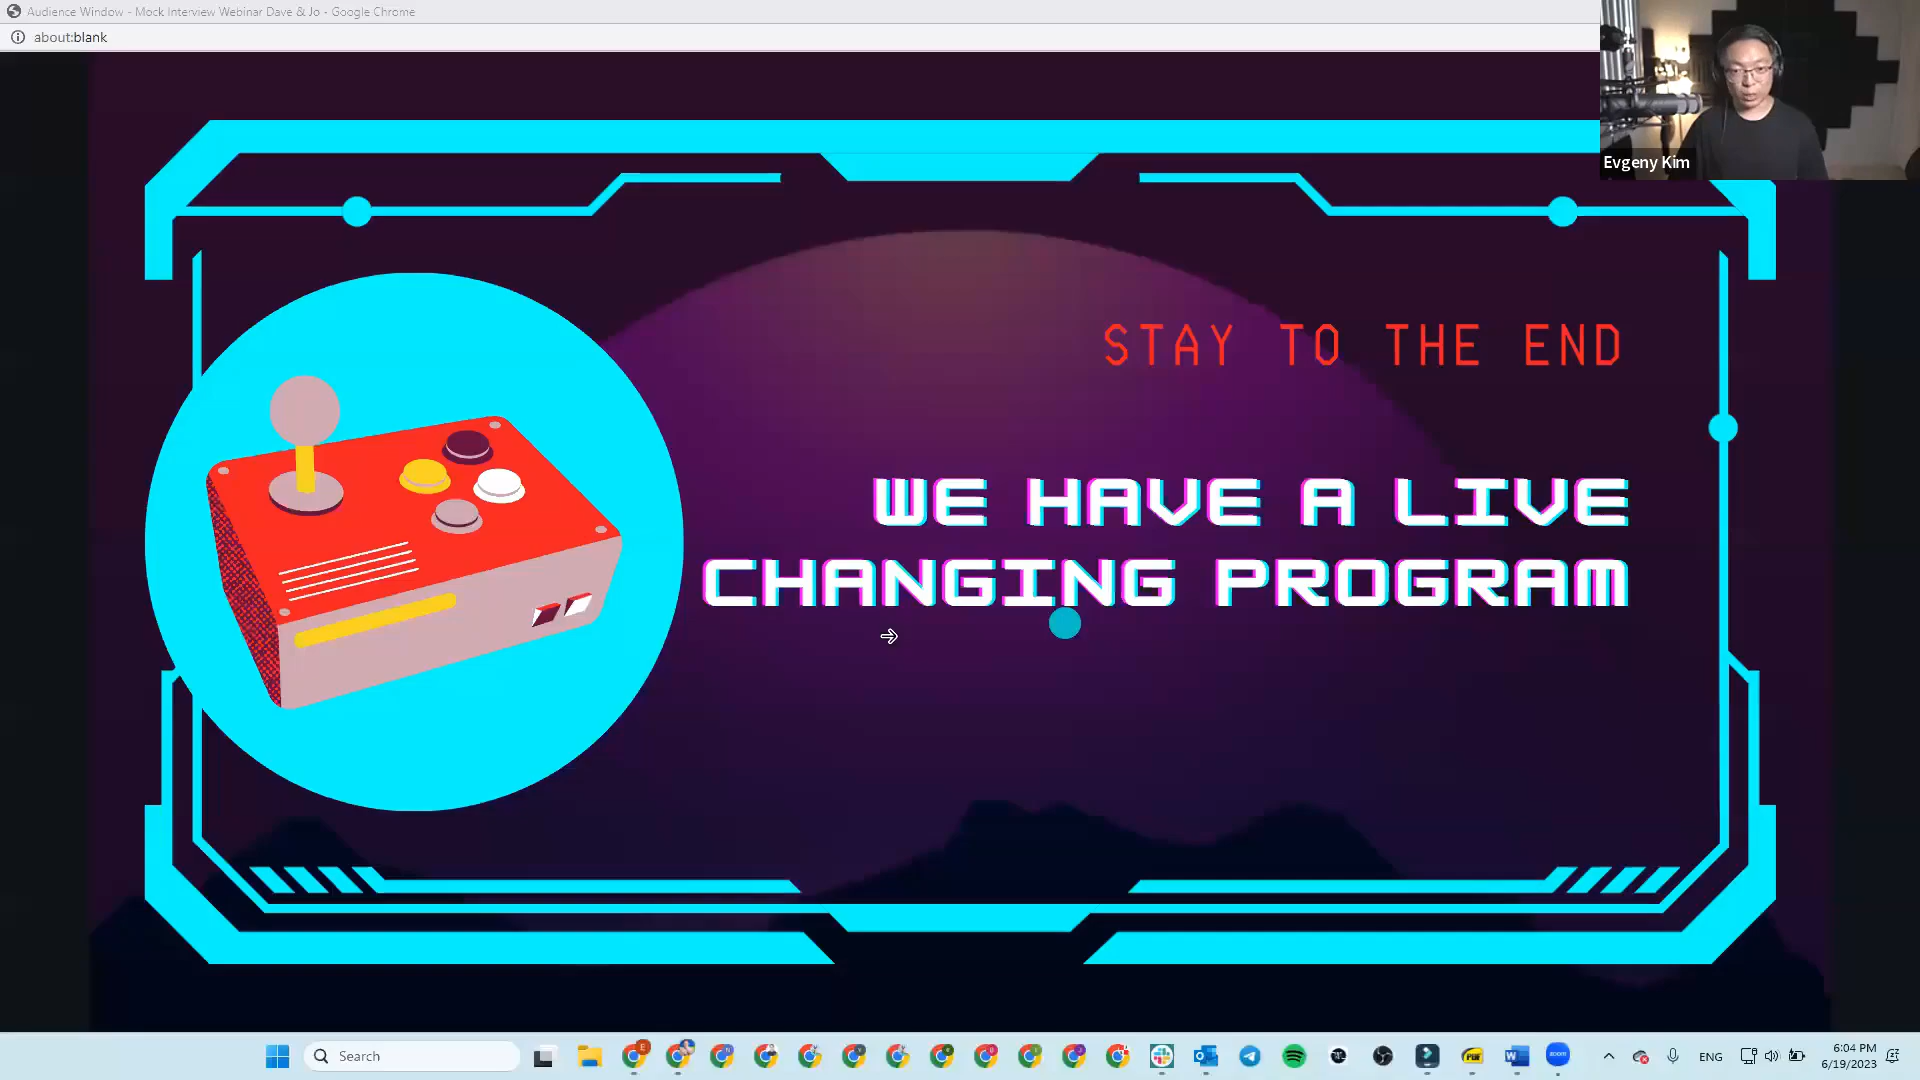 Audience Window - Mock Interview Webinar Dave & Jo - Google Chrome
about:blank
Evgeny Kim
STAY TO THE END
WE HAVE A LIVE
CHANGING PROGRAM
Search
ENG
6:04 PM
6/19/2023